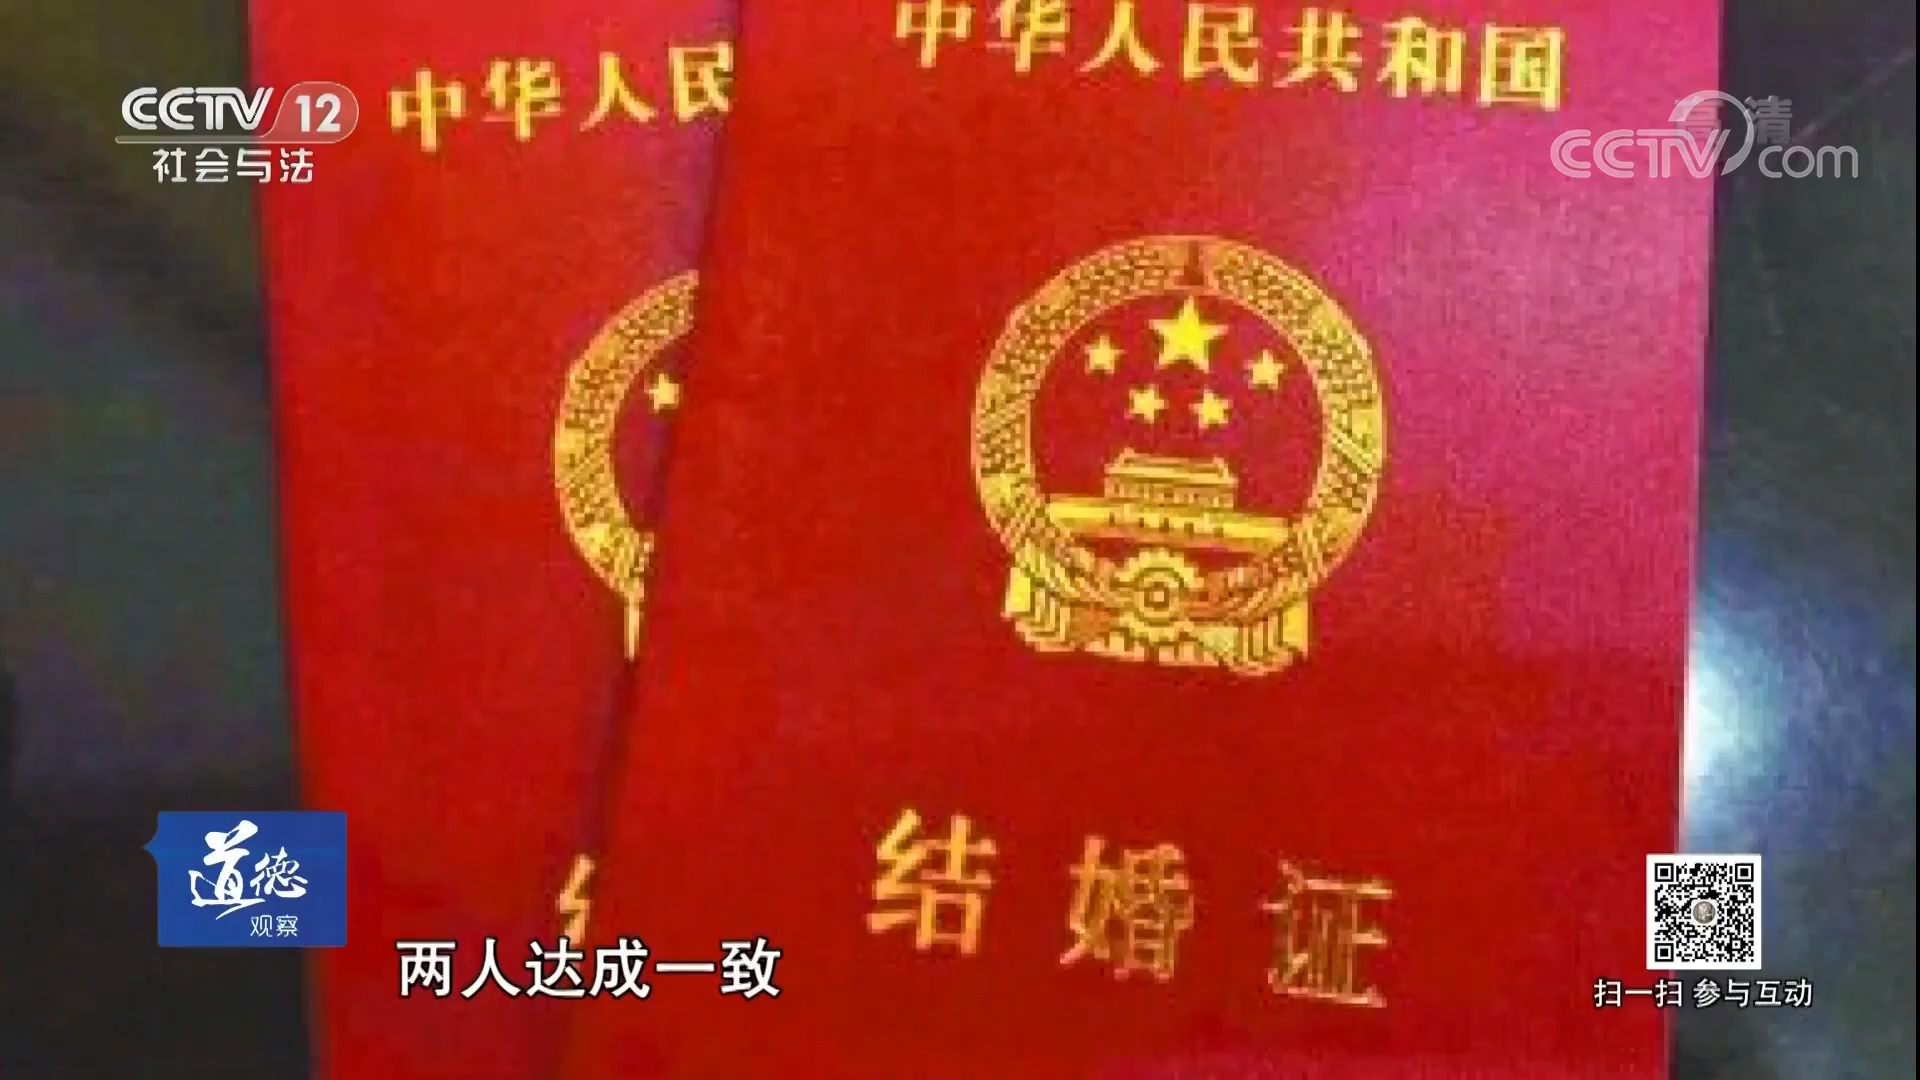 中华人民共和国
中华人民
CCTV 12
社会与法
高清
CCTV.com
结婚证
道德
观察
两人达成一致
扫一扫 参与互动